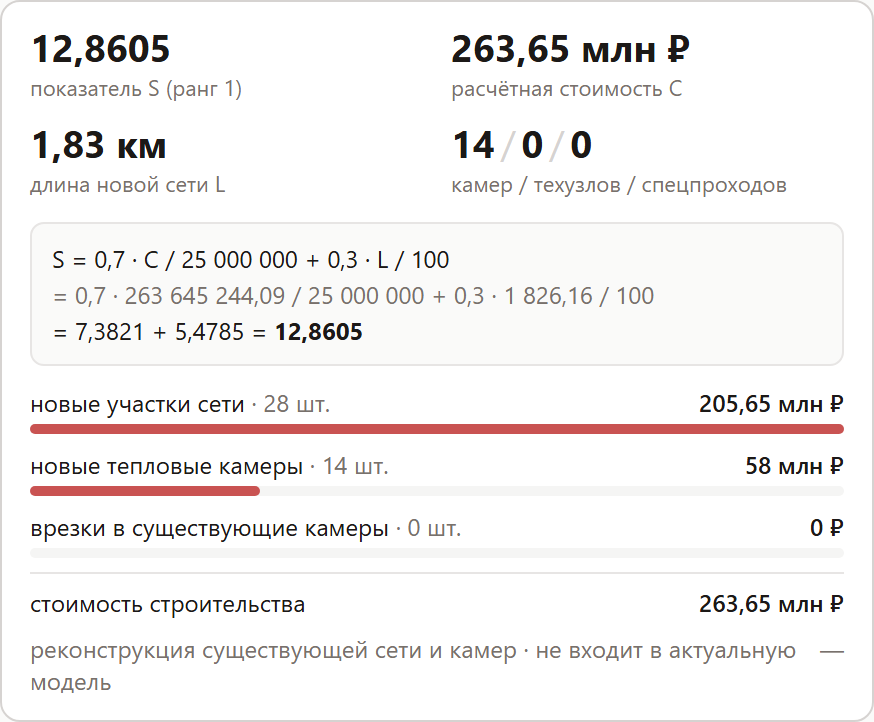 12,8605
показатель S (ранг 1)
263,65 млн ₽
расчётная стоимость C
1,83 км
длина новой сети L
14 / 0 / 0
камер / техузлов / спецпроходов
S = 0,7 · C / 25 000 000 + 0,3 · L / 100
= 0,7 · 263 645 244,09 / 25 000 000 + 0,3 · 1 826,16 / 100
= 7,3821 + 5,4785 = 12,8605
новые участки сети · 28 шт. 205,65 млн ₽
новые тепловые камеры · 14 шт. 58 млн ₽
врезки в существующие камеры · 0 шт. 0 ₽
стоимость строительства 263,65 млн ₽
реконструкция существующей сети и камер · не входит в актуальную —
модель